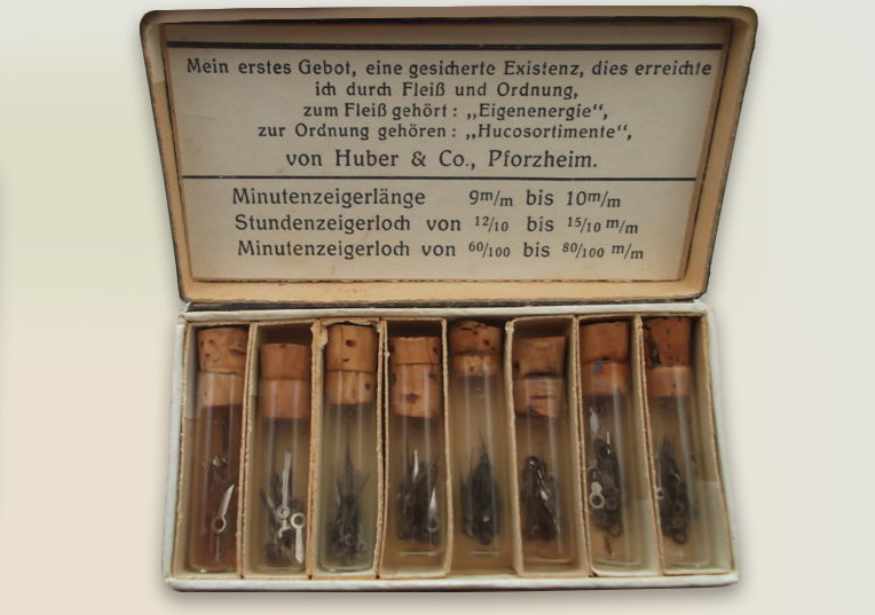 Mein erstes Gebot, eine gesicherte Existenz, dies erreichte
ich durch Fleiß und Ordnung,
zum Fleiß gehört: „Eigenenergie“,
zur Ordnung gehören: „Hucosortimente“,
von Huber & Co., Pforzheim.
Minutenzeigerlänge 9m/m bis 10m/m
Stundenzeigerloch von 12/10 bis 15/10 m/m
Minutenzeigerloch von 60/100 bis 80/100 m/m